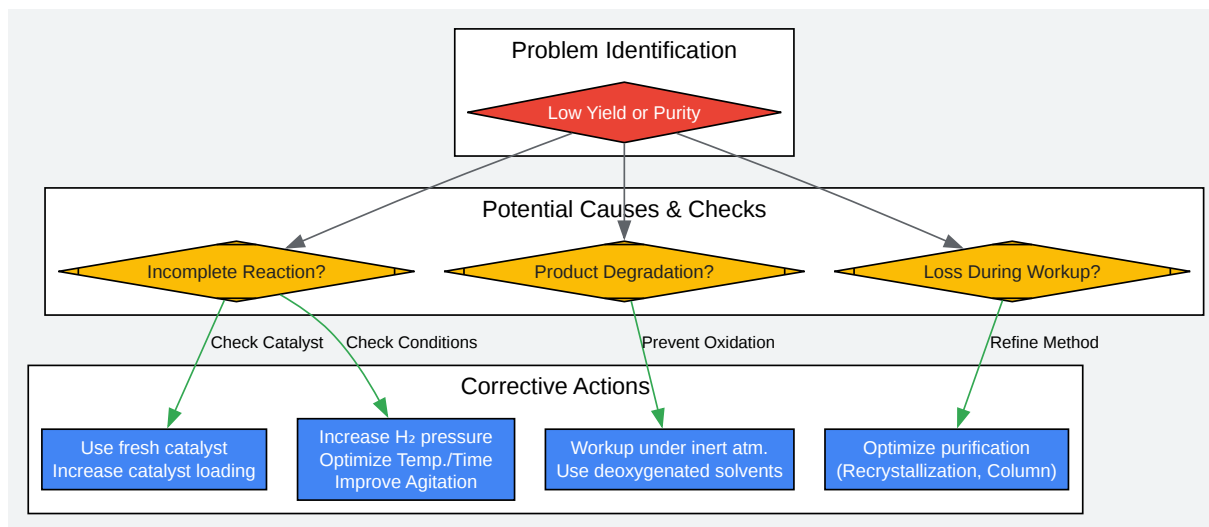 Problem Identification
Low Yield or Purity
Potential Causes & Checks
Incomplete Reaction?
Product Degradation?
Loss During Workup?
Check Catalyst
Check Conditions
Prevent Oxidation
Refine Method
Corrective Actions
Use fresh catalyst
Increase catalyst loading
Increase H₂ pressure
Optimize Temp./Time
Improve Agitation
Workup under inert atm.
Use deoxygenated solvents
Optimize purification
(Recrystallization, Column)